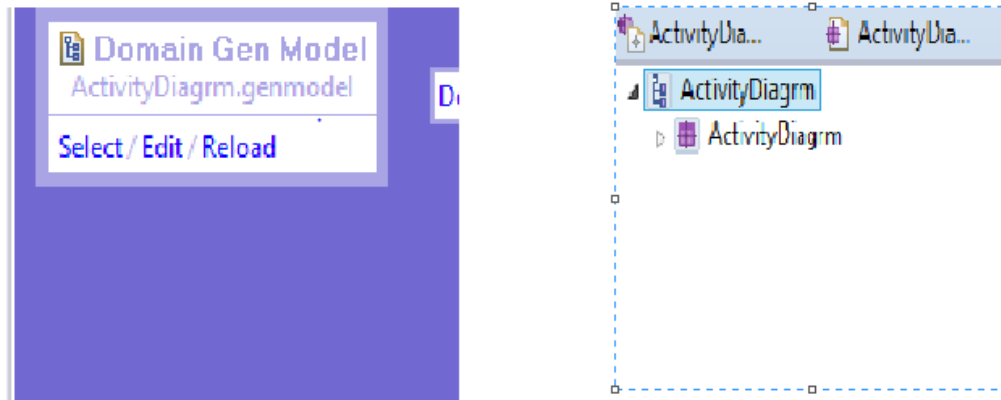 Domain Gen Model
ActivityDiagrm.genmodel
Select / Edit / Reload
ActivityDia...
ActivityDia...
ActivityDiagrm
ActivityDiagrm